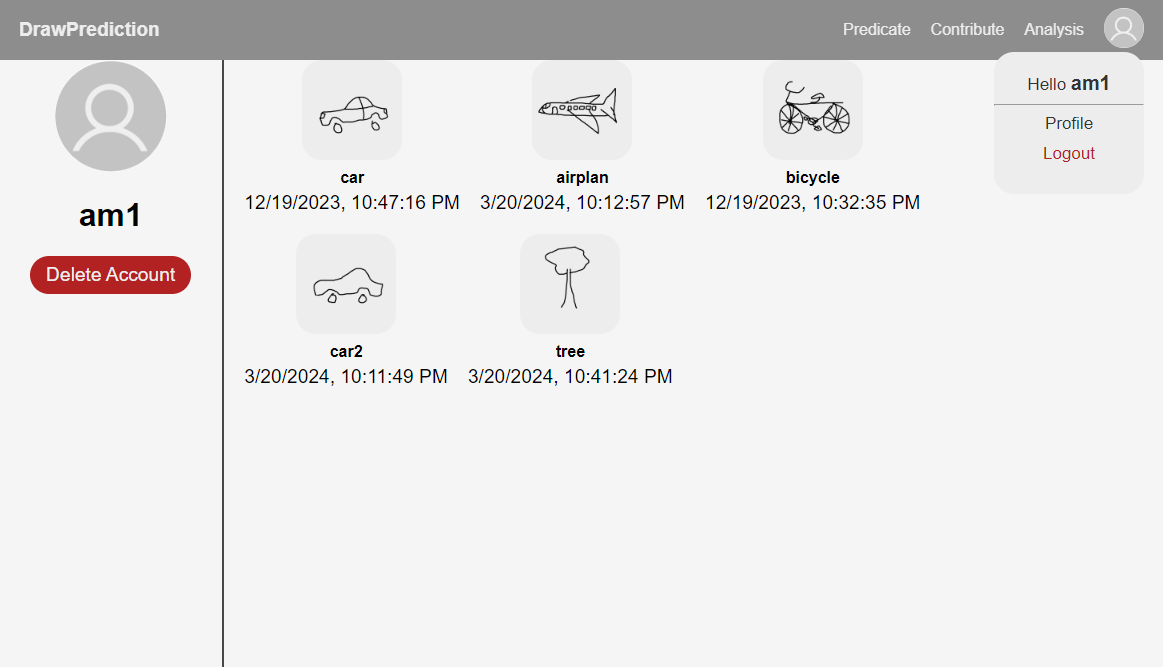 DrawPrediction
Predicate Contribute Analysis
Hello am1
Profile
Logout
am1
Delete Account
car
12/19/2023, 10:47:16 PM
airplan
3/20/2024, 10:12:57 PM
bicycle
12/19/2023, 10:32:35 PM
car2
3/20/2024, 10:11:49 PM
tree
3/20/2024, 10:41:24 PM